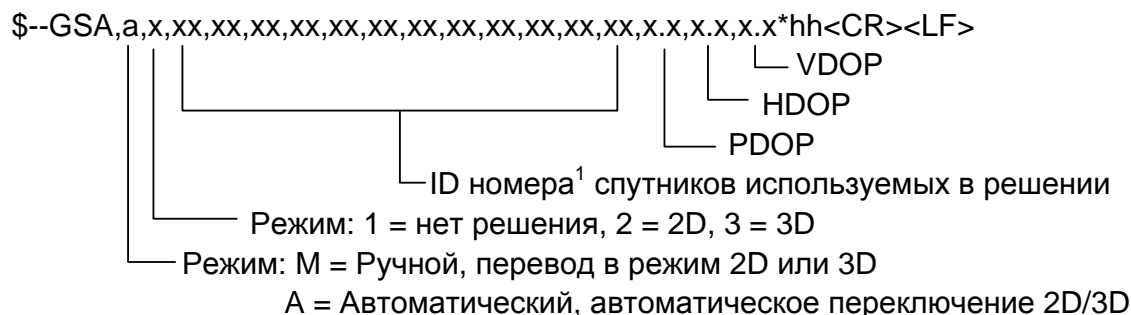 $--GSA,a,x,xx,xx,xx,xx,xx,xx,xx,xx,xx,xx,xx,xx,x.x,x.x,x.x*hh<CR><LF>
VDOP
HDOP
PDOP
ID номера¹ спутников используемых в решении
Режим: 1 = нет решения, 2 = 2D, 3 = 3D
Режим: M = Ручной, перевод в режим 2D или 3D
A = Автоматический, автоматическое переключение 2D/3D